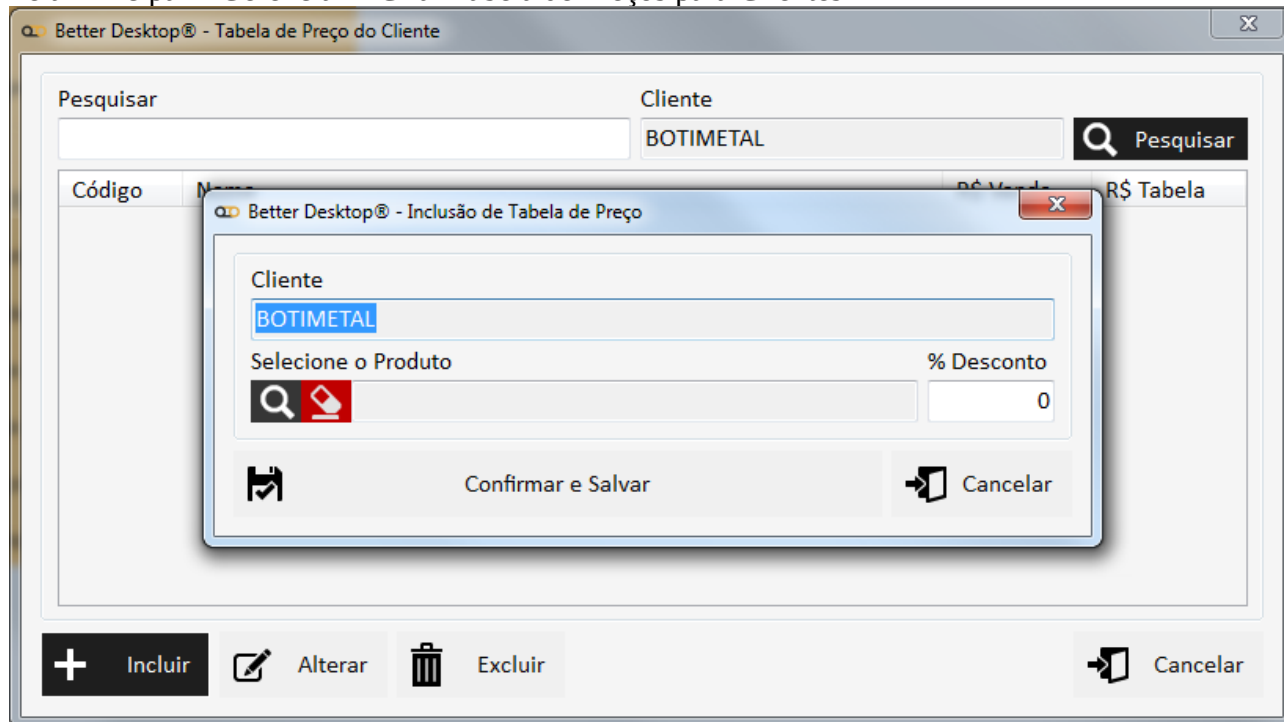 Better Desktop® - Tabela de Preço do Cliente
Pesquisar Cliente
BOTIMETAL Pesquisar
Código R$ Tabela
Better Desktop® - Inclusão de Tabela de Preço
Cliente
BOTIMETAL
Selecione o Produto % Desconto
0
Confirmar e Salvar Cancelar
Incluir Alterar Excluir Cancelar